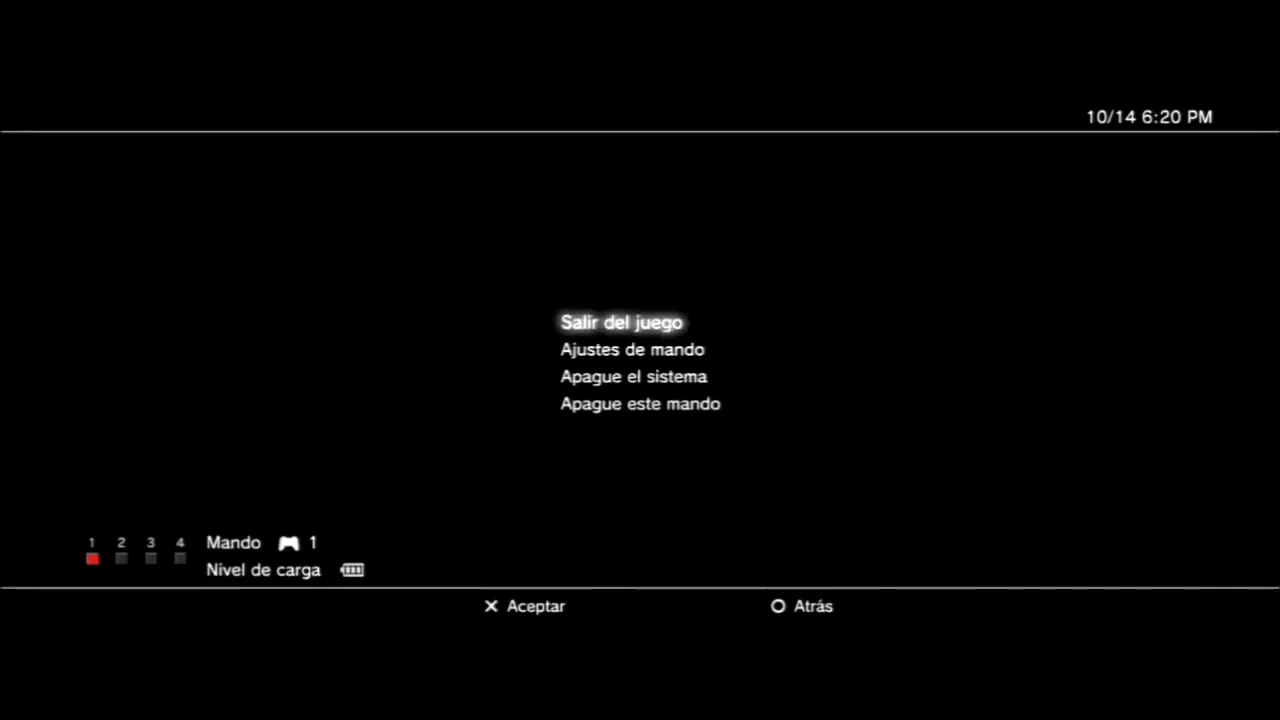 10/14 6:20 PM
Salir del juego
Ajustes de mando
Apague el sistema
Apague este mando
1 2 3 4 Mando 1
Nivel de carga
X Aceptar O Atrás